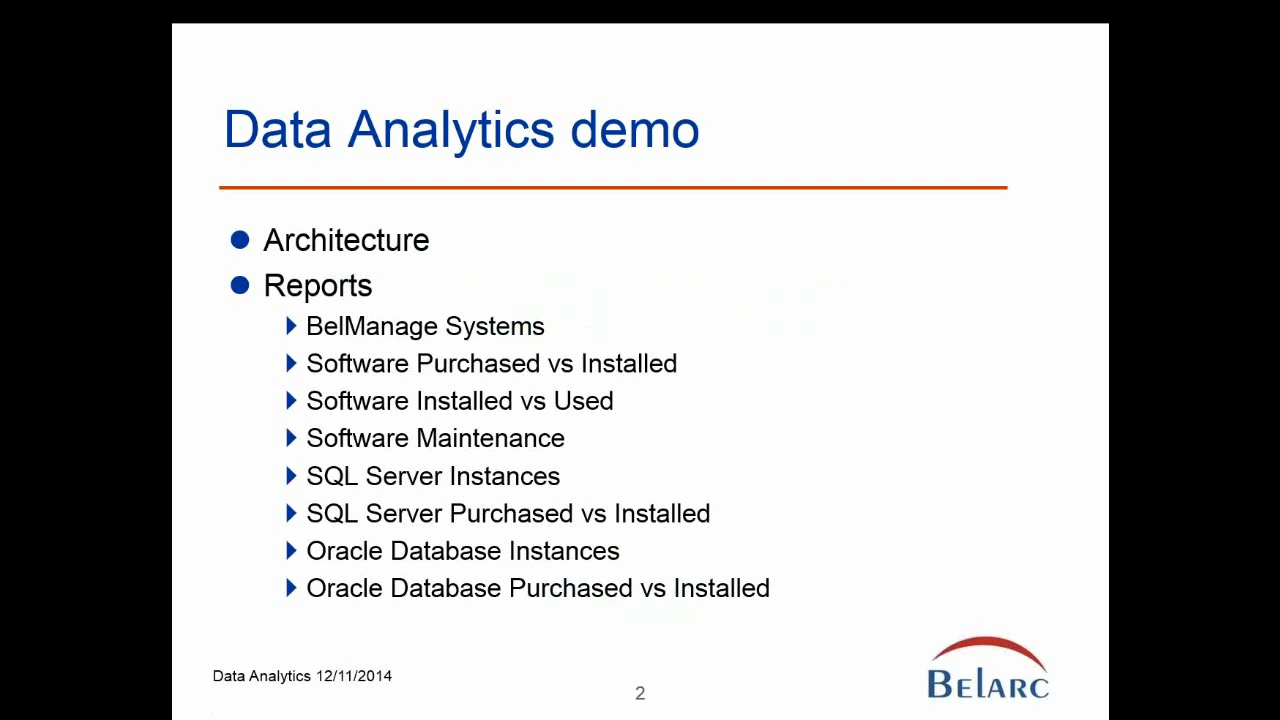 Data Analytics demo
Architecture
Reports
BelManage Systems
Software Purchased vs Installed
Software Installed vs Used
Software Maintenance
SQL Server Instances
SQL Server Purchased vs Installed
Oracle Database Instances
Oracle Database Purchased vs Installed
Data Analytics 12/11/2014
2
BELARC